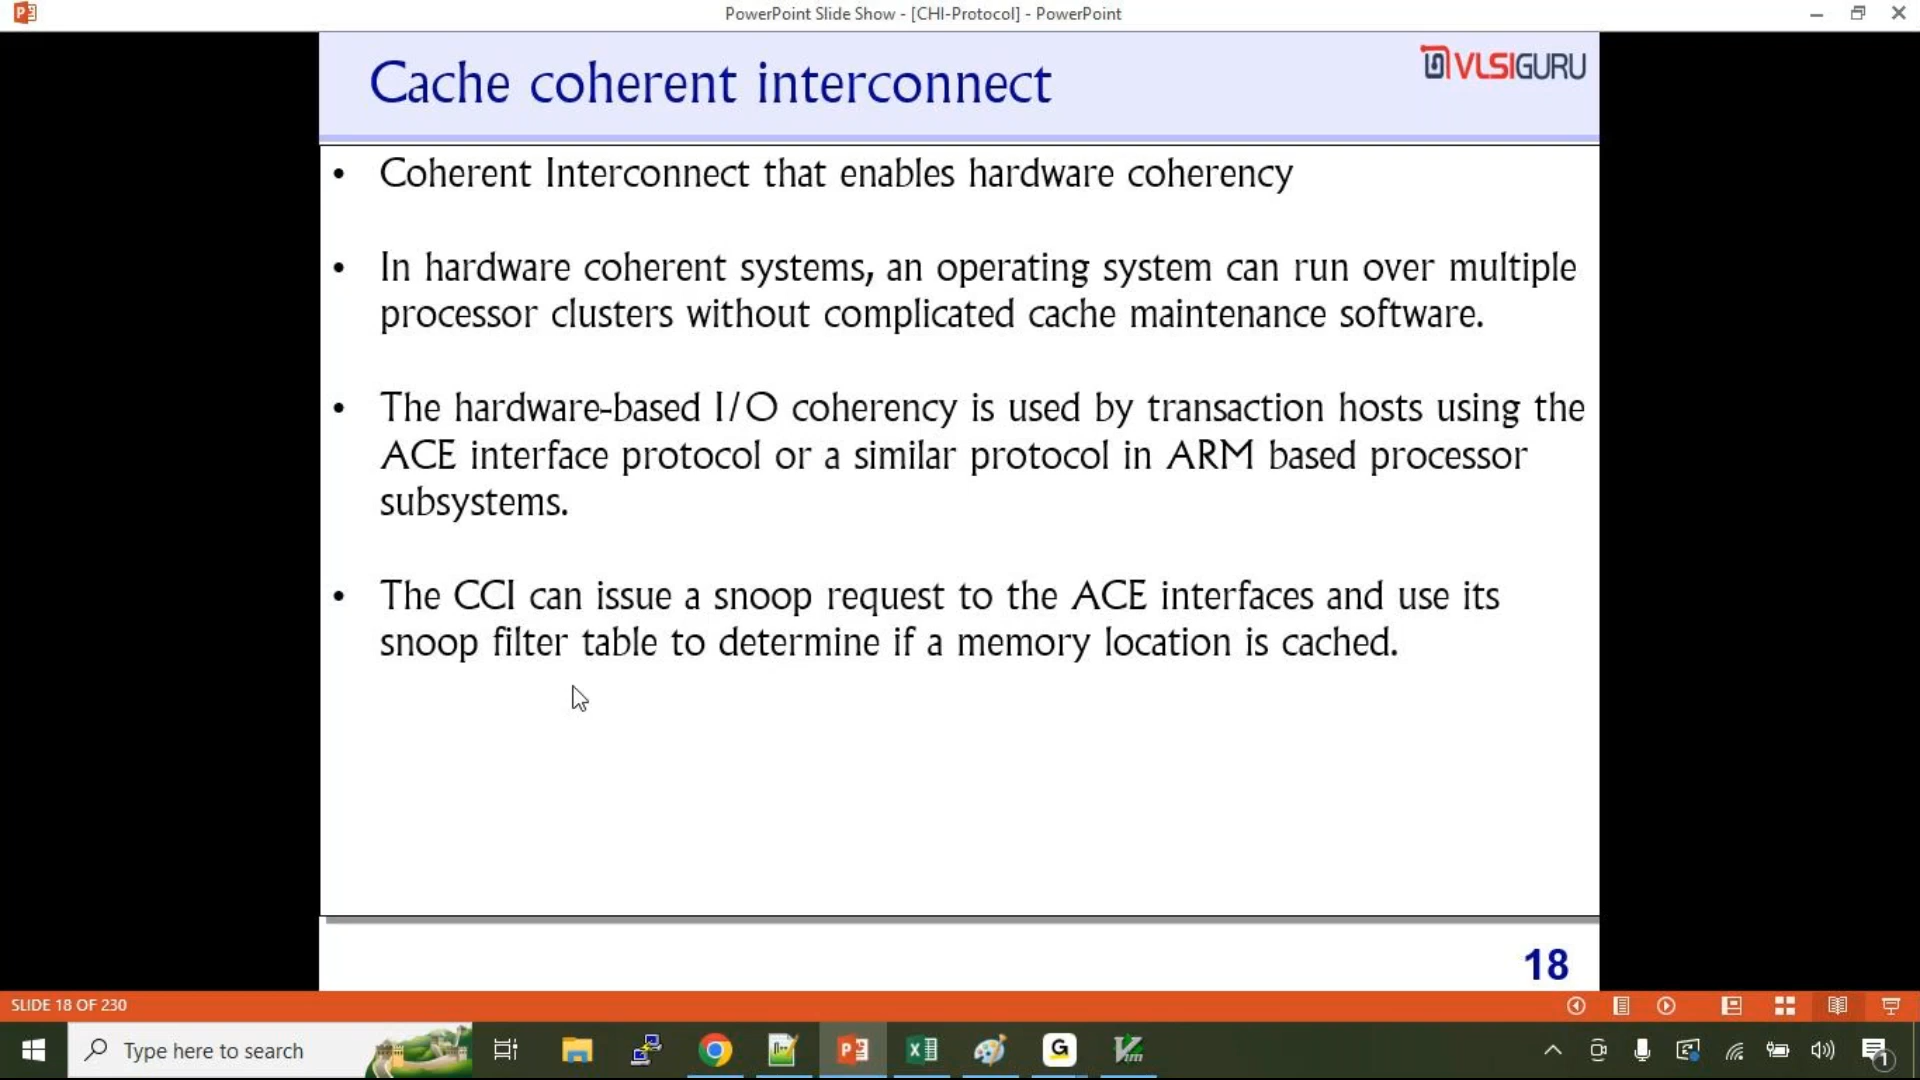 PowerPoint Slide Show - [CHI-Protocol] - PowerPoint
Cache coherent interconnect
VLSIGURU
• Coherent Interconnect that enables hardware coherency
• In hardware coherent systems, an operating system can run over multiple
processor clusters without complicated cache maintenance software.
• The hardware-based I/O coherency is used by transaction hosts using the
ACE interface protocol or a similar protocol in ARM based processor
subsystems.
• The CCI can issue a snoop request to the ACE interfaces and use its
snoop filter table to determine if a memory location is cached.
18
SLIDE 18 OF 230
Type here to search
1